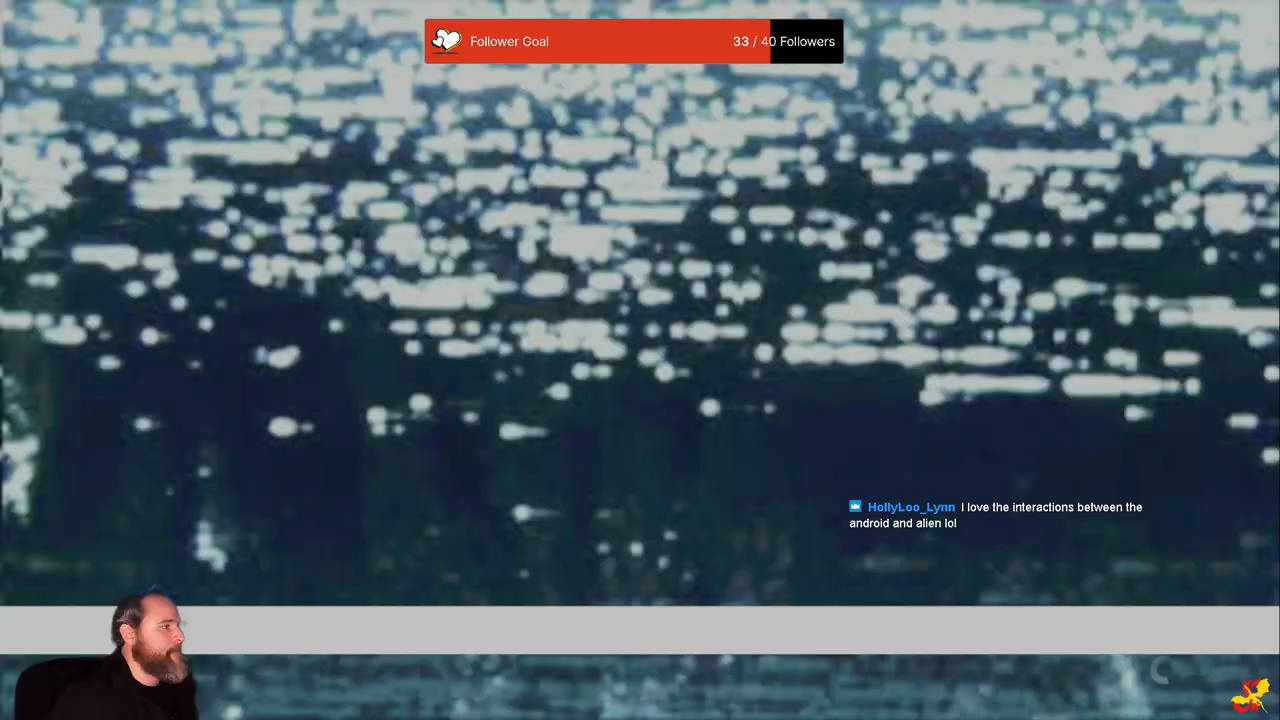 Follower Goal 33 / 40 Followers
HollyLoo_Lynn I love the interactions between the
android and alien lol